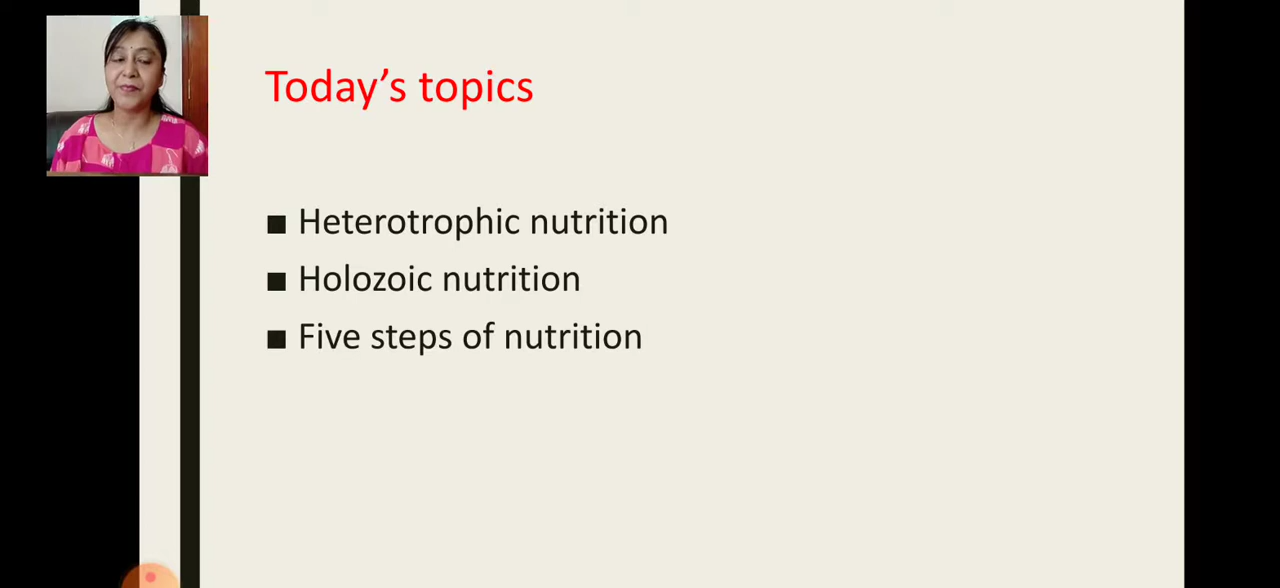 Today's topics
■ Heterotrophic nutrition
■ Holozoic nutrition
■ Five steps of nutrition